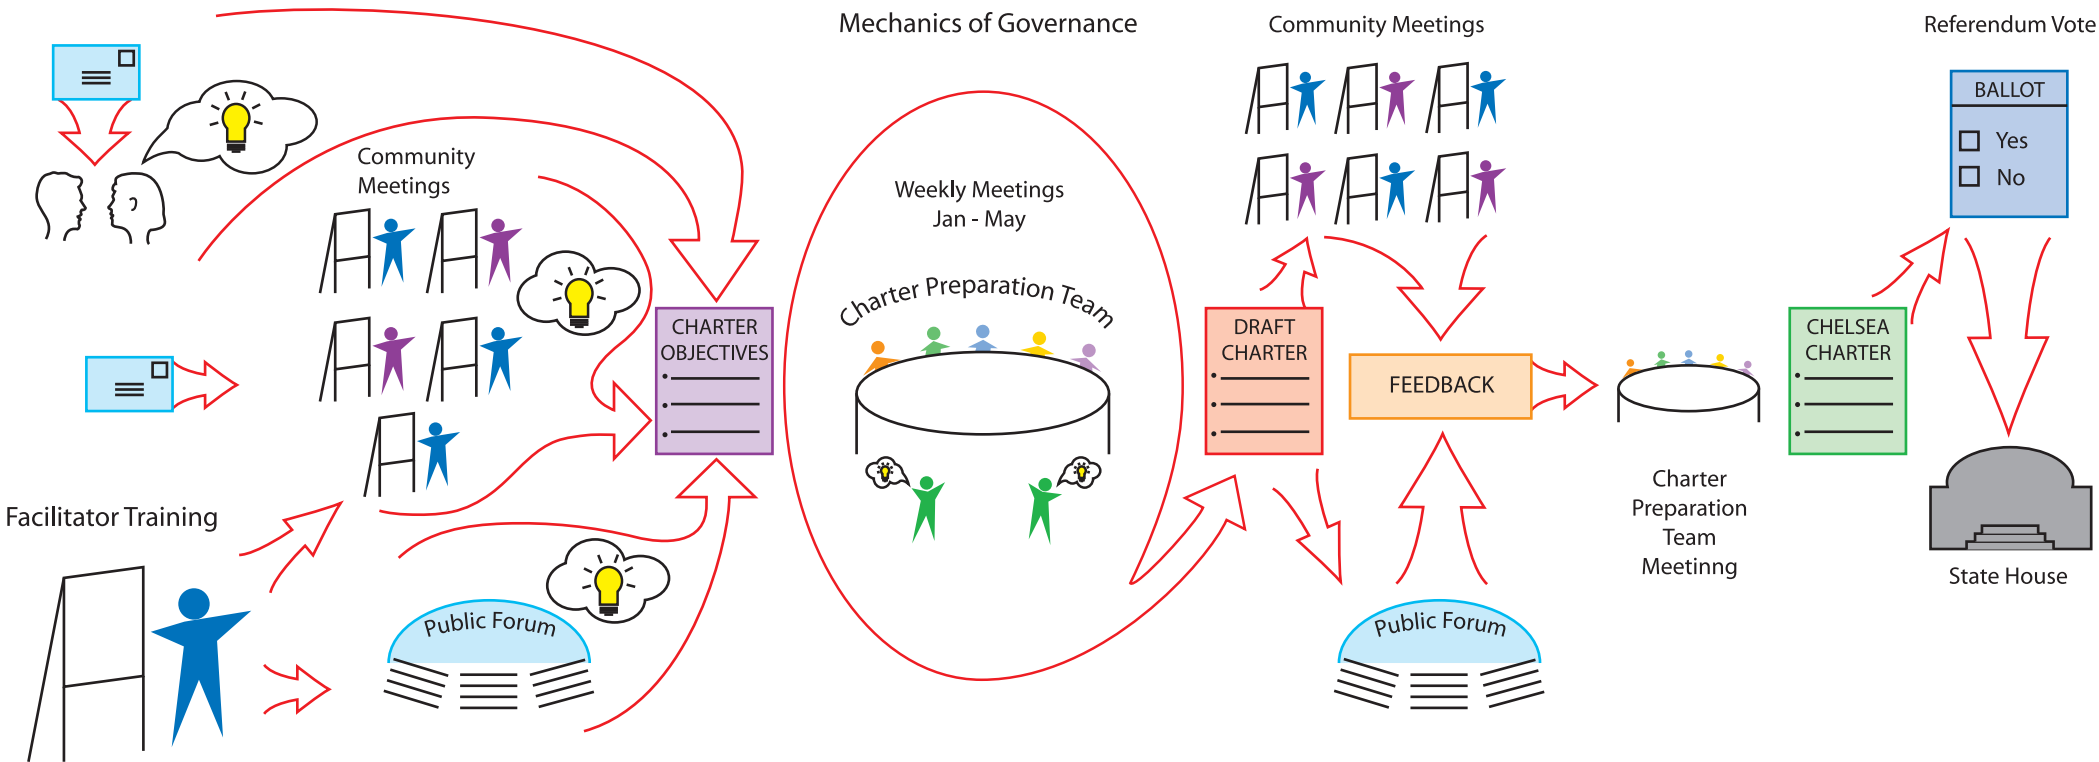 Mechanics of Governance
Community Meetings
Referendum Vote
BALLOT
Yes
No
Community
Meetings
Weekly Meetings
Jan - May
Charter Preparation Team
CHARTER
OBJECTIVES
DRAFT
CHARTER
FEEDBACK
CHELSEA
CHARTER
Charter
Preparation
Team
Meetinng
State House
Facilitator Training
Public Forum
Public Forum